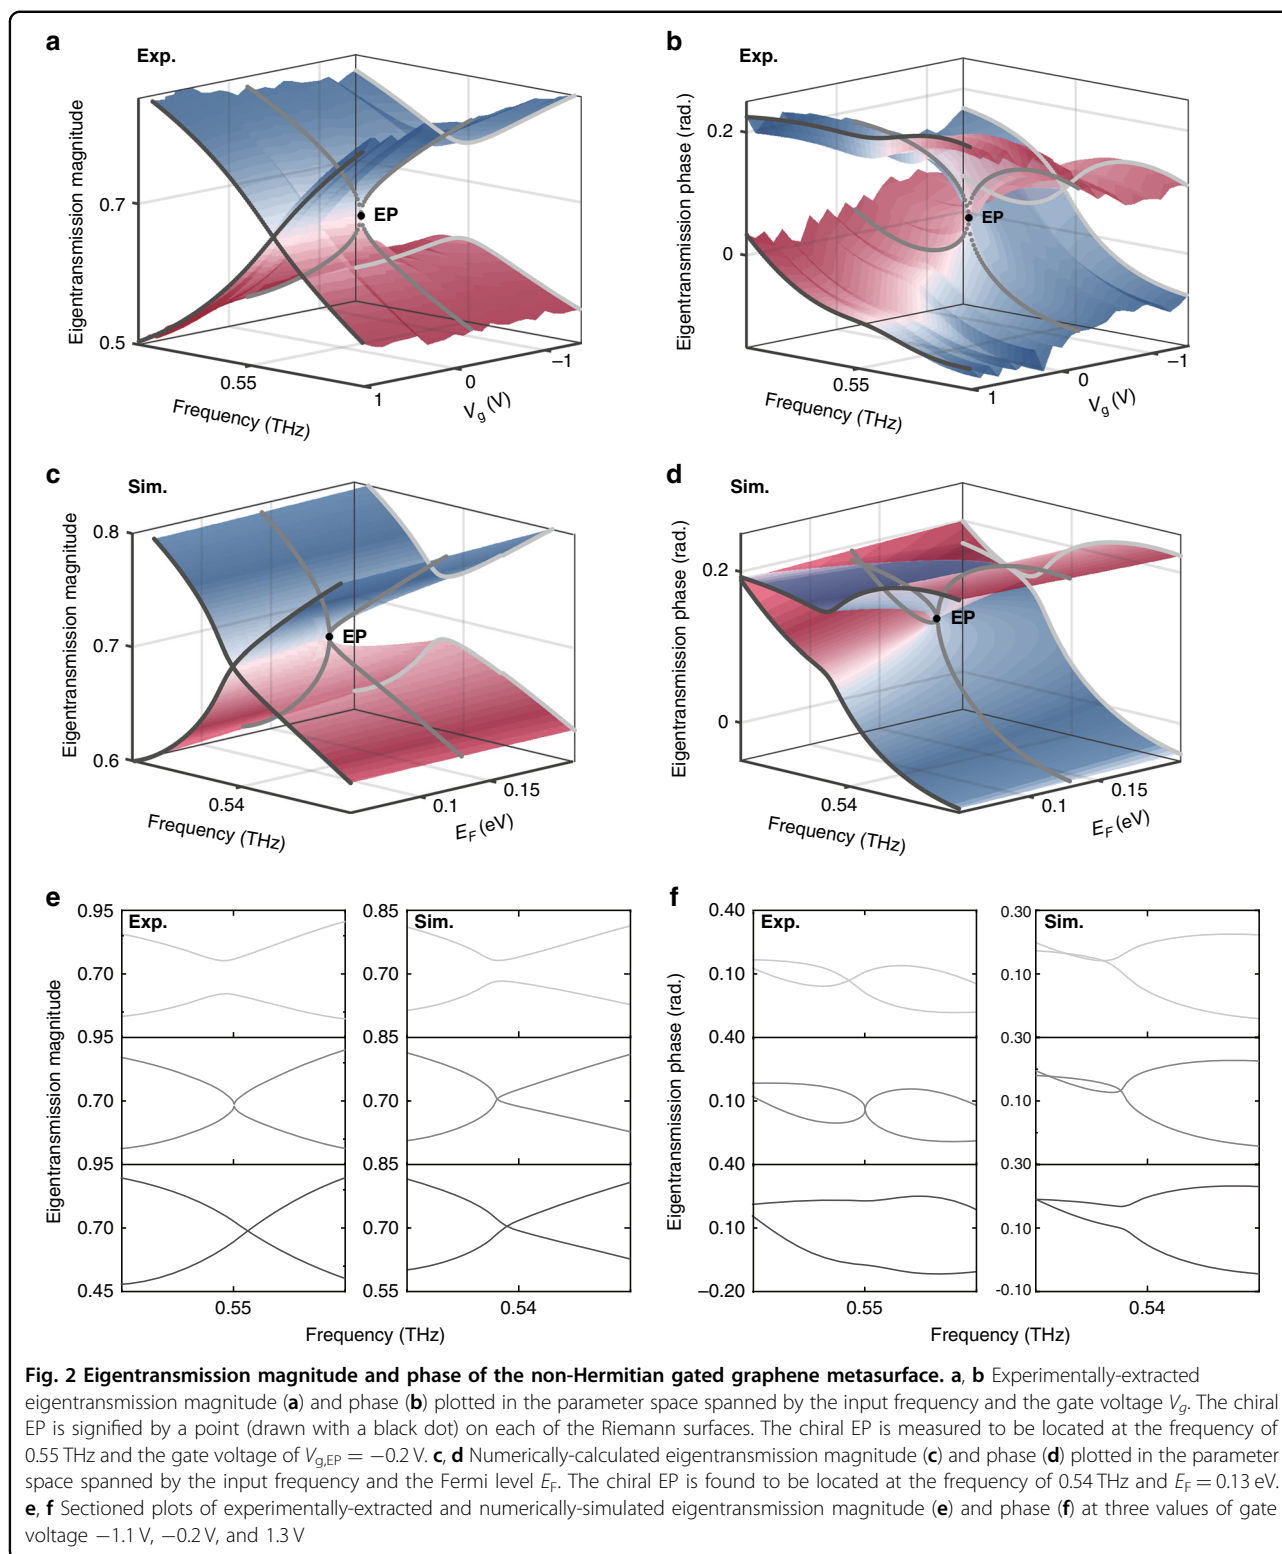 a
Exp.
Eigentransmission magnitude
0.7
0.5
EP
0.55
Frequency (THz)
1
0
−1
Vg (V)
b
Exp.
Eigentransmission phase (rad.)
0.2
0
EP
0.55
Frequency (THz)
1
0
−1
Vg (V)
c
Sim.
Eigentransmission magnitude
0.8
0.7
0.6
EP
0.54
Frequency (THz)
0.1
0.15
EF (eV)
d
Sim.
Eigentransmission phase (rad.)
0.2
0
EP
0.54
Frequency (THz)
0.1
0.15
EF (eV)
e
Eigentransmission magnitude
Exp.
0.95
0.70
0.95
0.70
0.95
0.70
0.45
0.55
Sim.
0.85
0.70
0.85
0.70
0.85
0.70
0.55
0.54
Frequency (THz)
f
Eigentransmission phase (rad.)
Exp.
0.40
0.10
0.40
0.10
0.40
0.10
−0.20
0.55
Sim.
0.30
0.10
0.30
0.10
0.30
0.10
-0.10
0.54
Frequency (THz)
Fig. 2 Eigentransmission magnitude and phase of the non-Hermitian gated graphene metasurface. a, b Experimentally-extracted
eigentransmission magnitude (a) and phase (b) plotted in the parameter space spanned by the input frequency and the gate voltage Vg. The chiral
EP is signified by a point (drawn with a black dot) on each of the Riemann surfaces. The chiral EP is measured to be located at the frequency of
0.55 THz and the gate voltage of Vg,EP = −0.2 V. c, d Numerically-calculated eigentransmission magnitude (c) and phase (d) plotted in the parameter
space spanned by the input frequency and the Fermi level EF. The chiral EP is found to be located at the frequency of 0.54 THz and EF = 0.13 eV.
e, f Sectioned plots of experimentally-extracted and numerically-simulated eigentransmission magnitude (e) and phase (f) at three values of gate
voltage −1.1 V, −0.2 V, and 1.3 V